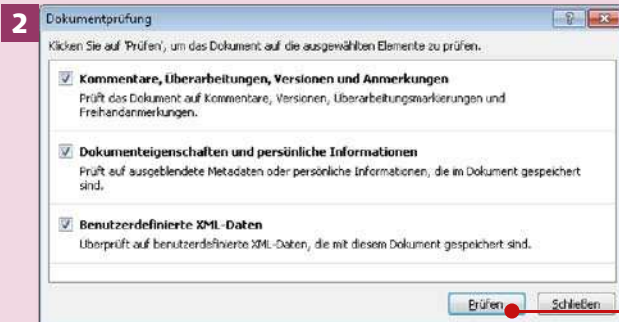 2
Dokumentprüfung
Klicken Sie auf 'Prüfen', um das Dokument auf die ausgewählten Elemente zu prüfen.
Kommentare, Überarbeitungen, Versionen und Anmerkungen
Prüft das Dokument auf Kommentare, Versionen, Überarbeitungsmarkierungen und
Freihandanmerkungen.
Dokumenteigenschaften und persönliche Informationen
Prüft auf ausgeblendete Metadaten oder persönliche Informationen, die im Dokument gespeichert
sind.
Benutzerdefinierte XML-Daten
Überprüft auf benutzerdefinierte XML-Daten, die mit diesem Dokument gespeichert sind.
Prüfen Schließen